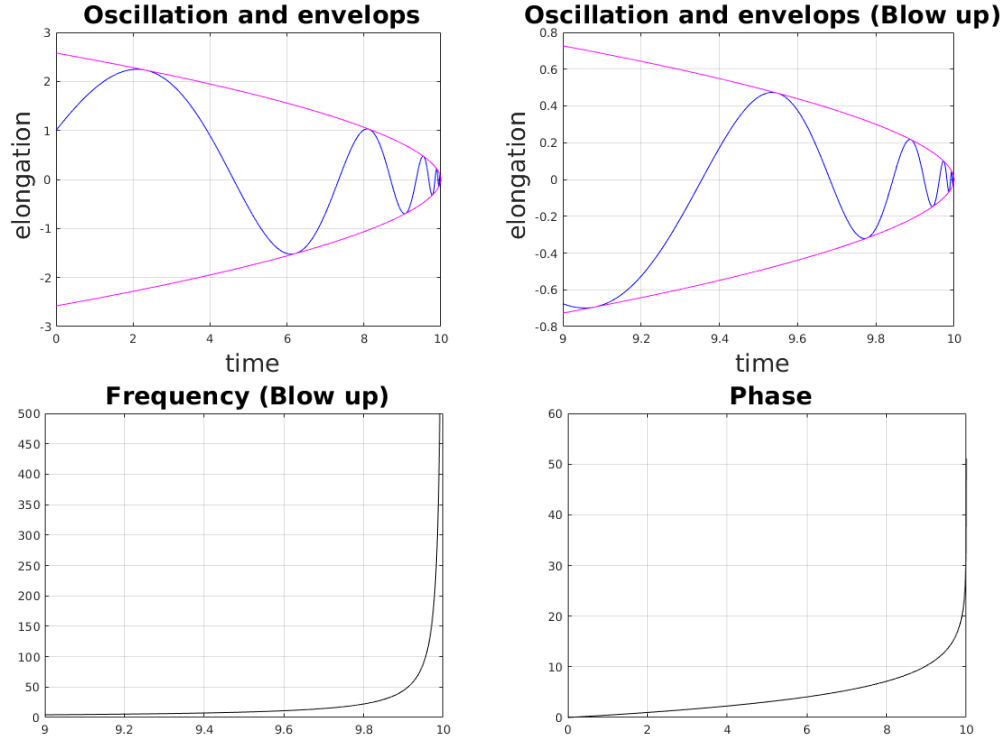 Oscillation and envelops
3
2
1
0
-1
-2
-3
elongation
0 2 4 6 8 10
time
Oscillation and envelops (Blow up)
0.8
0.6
0.4
0.2
0
-0.2
-0.4
-0.6
-0.8
elongation
9 9.2 9.4 9.6 9.8 10
time
Frequency (Blow up)
500
450
400
350
300
250
200
150
100
50
0
9 9.2 9.4 9.6 9.8 10
Phase
60
50
40
30
20
10
0
0 2 4 6 8 10